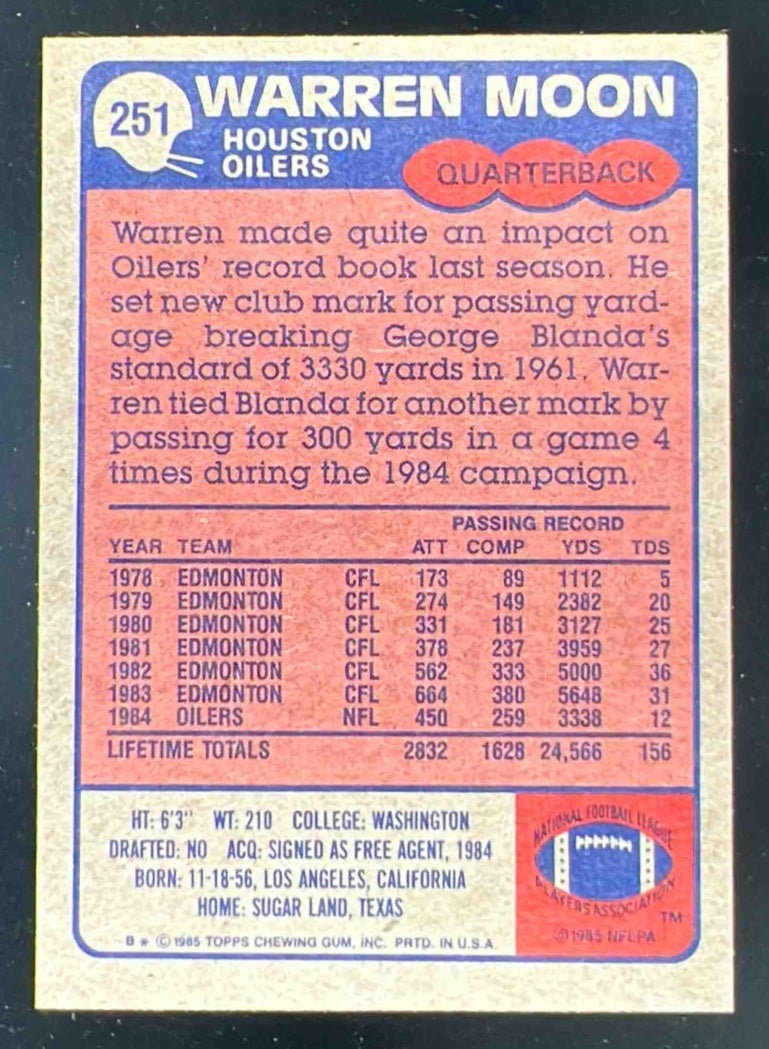 251
WARREN MOON
HOUSTON
OILERS
QUARTERBACK
Warren made quite an impact on
Oilers' record book last season. He
set new club mark for passing yard-
age breaking George Blanda's
standard of 3330 yards in 1961. War-
ren tied Blanda for another mark by
passing for 300 yards in a game 4
times during the 1984 campaign.
PASSING RECORD
YEAR TEAM ATT COMP YDS TDS
1978 EDMONTON CFL 173 89 1112 5
1979 EDMONTON CFL 274 149 2382 20
1980 EDMONTON CFL 331 181 3127 25
1981 EDMONTON CFL 378 237 3959 27
1982 EDMONTON CFL 562 333 5000 36
1983 EDMONTON CFL 664 380 5648 31
1984 OILERS NFL 450 259 3338 12
LIFETIME TOTALS 2832 1628 24,566 156
HT: 6'3" WT: 210 COLLEGE: WASHINGTON
DRAFTED: NO ACQ: SIGNED AS FREE AGENT, 1984
BORN: 11-18-56, LOS ANGELES, CALIFORNIA
HOME: SUGAR LAND, TEXAS
B * © 1985 TOPPS CHEWING GUM, INC. PRTD. IN U.S.A.
NATIONAL FOOTBALL LEAGUE
PLAYERS ASSOCIATION
TM
© 1985 NFLPA